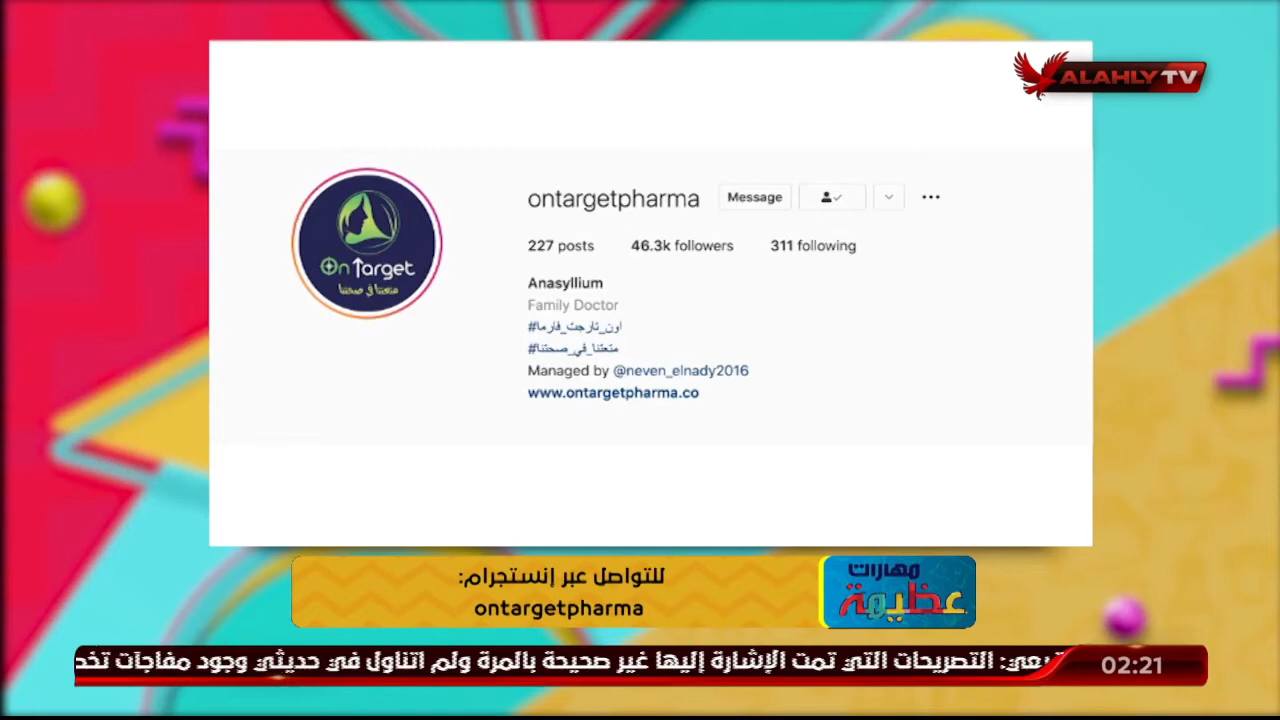 ALAHLY TV
ontargetpharma
Message
227 posts
46.3k followers
311 following
On Target
متعتنا في صحتنا
Anasyllium
Family Doctor
#اون_تارجت_فارما
#متعتنا_في_صحتنا
Managed by @neven_elnady2016
www.ontargetpharma.co
للتواصل عبر إنستجرام:
ontargetpharma
مهارات
عظيمة
التصريحات التي تمت الإشارة إليها غير صحيحة بالمرة ولم اتناول في حديثي وجود مفاجآت
02:21